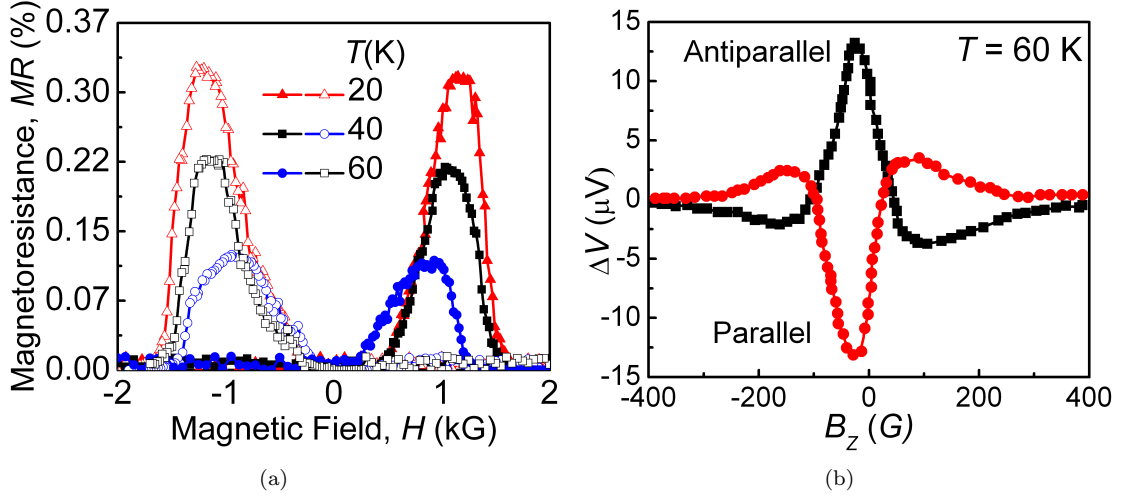 Magnetoresistance, MR (%)
0.37
0.30
0.22
0.15
0.07
0.00
T(K)
20
40
60
-2
-1
0
1
2
Magnetic Field, H (kG)
(a)
ΔV (μV)
15
10
5
0
-5
-10
-15
Antiparallel
T = 60 K
Parallel
-400
-200
0
200
400
BZ (G)
(b)